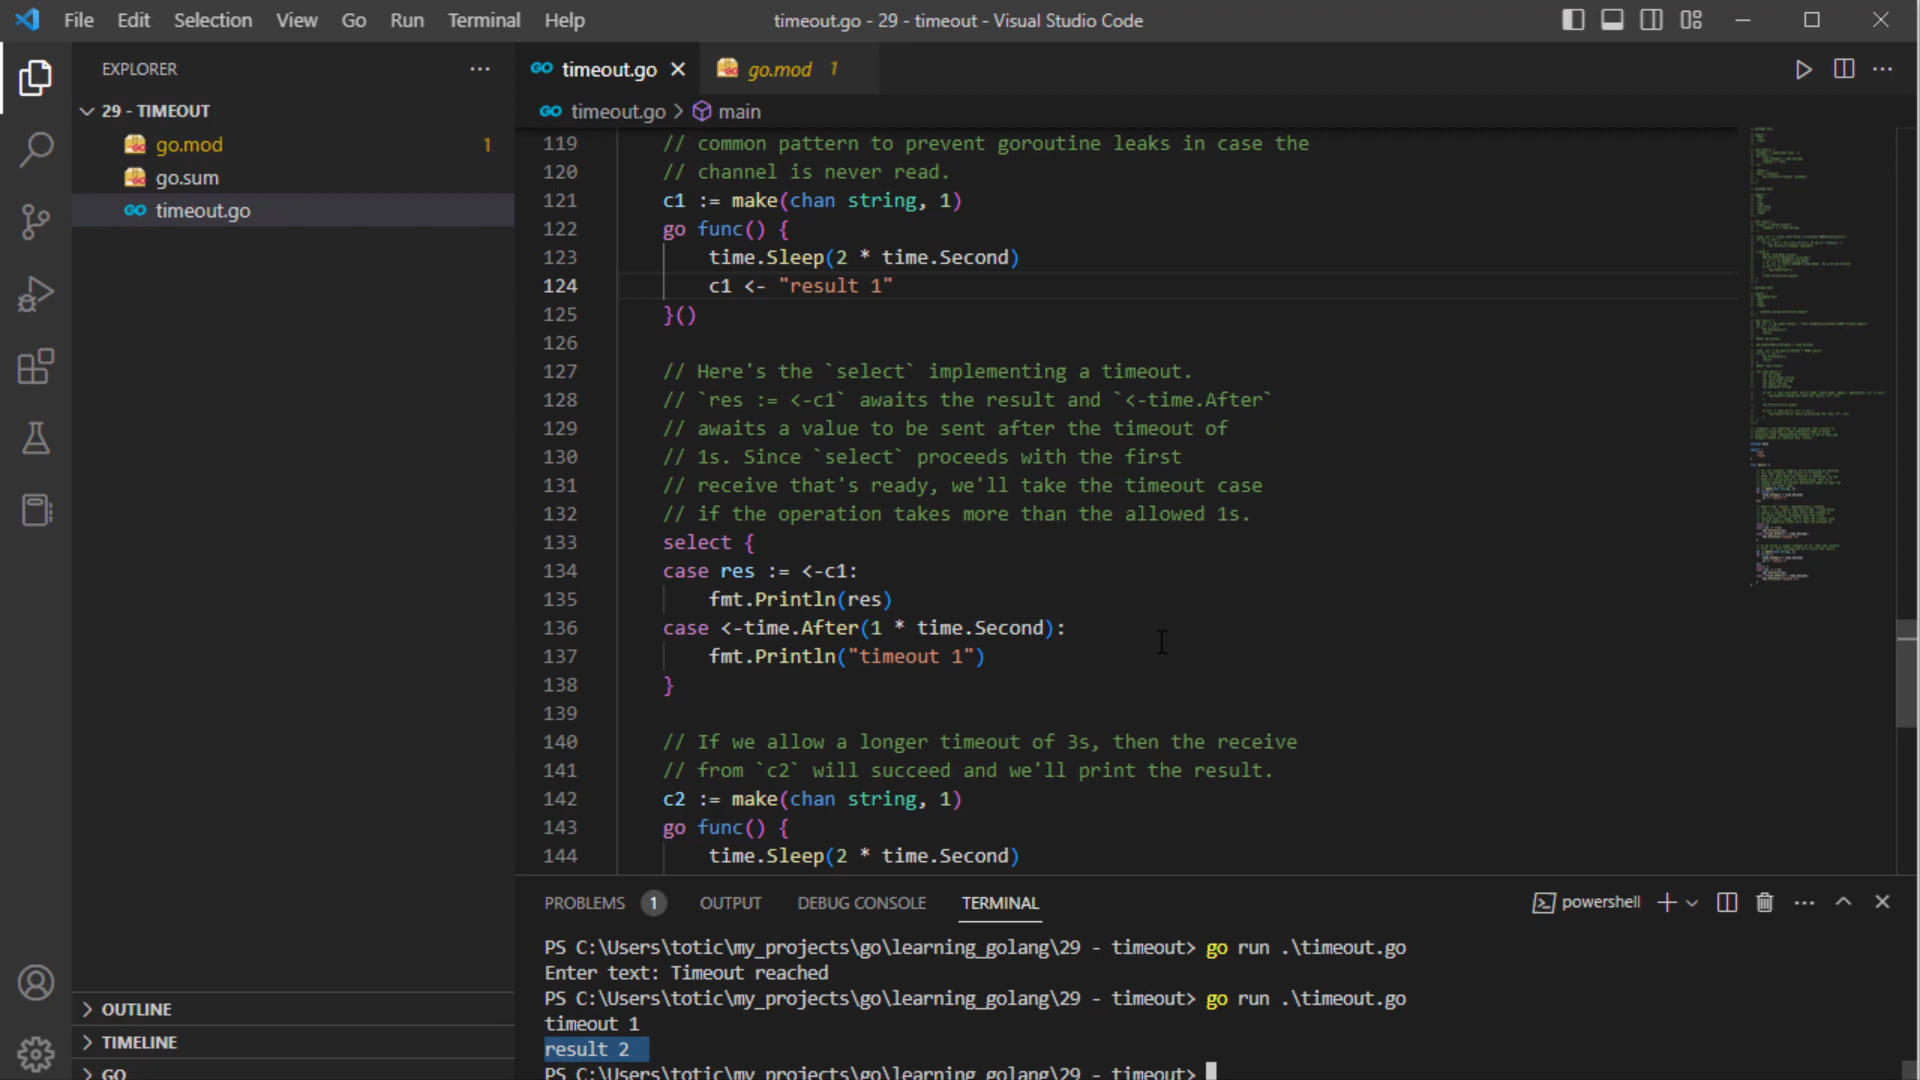 File Edit Selection View Go Run Terminal Help
timeout.go - 29 - timeout - Visual Studio Code
EXPLORER
29 - TIMEOUT
go.mod 1
go.sum
timeout.go
OUTLINE
TIMELINE
GO
timeout.go
go.mod 1
timeout.go > main
119 // common pattern to prevent goroutine leaks in case the
120 // channel is never read.
121 c1 := make(chan string, 1)
122 go func() {
123 time.Sleep(2 * time.Second)
124 c1 <- "result 1"
125 }()
126
127 // Here's the `select` implementing a timeout.
128 // `res := <-c1` awaits the result and `<-time.After`
129 // awaits a value to be sent after the timeout of
130 // 1s. Since `select` proceeds with the first
131 // receive that's ready, we'll take the timeout case
132 // if the operation takes more than the allowed 1s.
133 select {
134 case res := <-c1:
135 fmt.Println(res)
136 case <-time.After(1 * time.Second):
137 fmt.Println("timeout 1")
138 }
139
140 // If we allow a longer timeout of 3s, then the receive
141 // from `c2` will succeed and we'll print the result.
142 c2 := make(chan string, 1)
143 go func() {
144 time.Sleep(2 * time.Second)
PROBLEMS 1 OUTPUT DEBUG CONSOLE TERMINAL
powershell
PS C:\Users\totic\my_projects\go\learning_golang\29 - timeout> go run .\timeout.go
Enter text: Timeout reached
PS C:\Users\totic\my_projects\go\learning_golang\29 - timeout> go run .\timeout.go
timeout 1
result 2
PS C:\Users\totic\my_projects\go\learning_golang\29 - timeout>